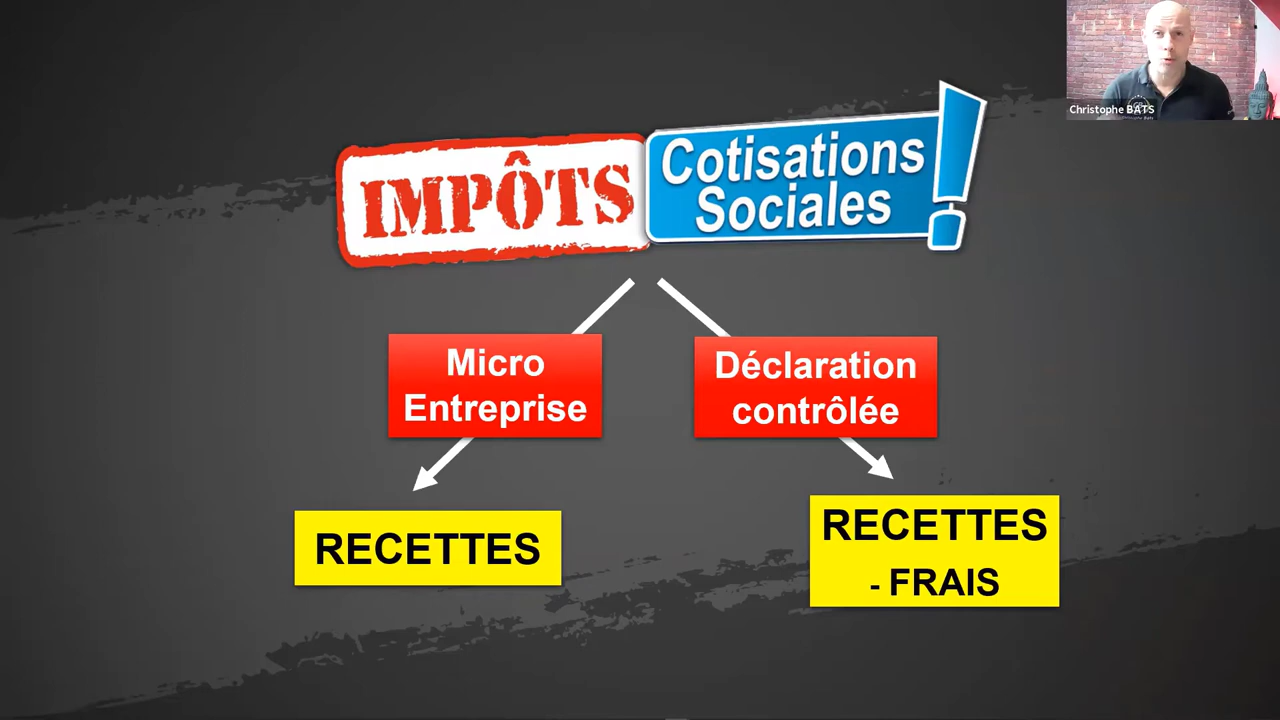 Christophe BATS
IMPÔTS
Cotisations
Sociales
!
Micro
Entreprise
Déclaration
contrôlée
RECETTES
RECETTES
- FRAIS